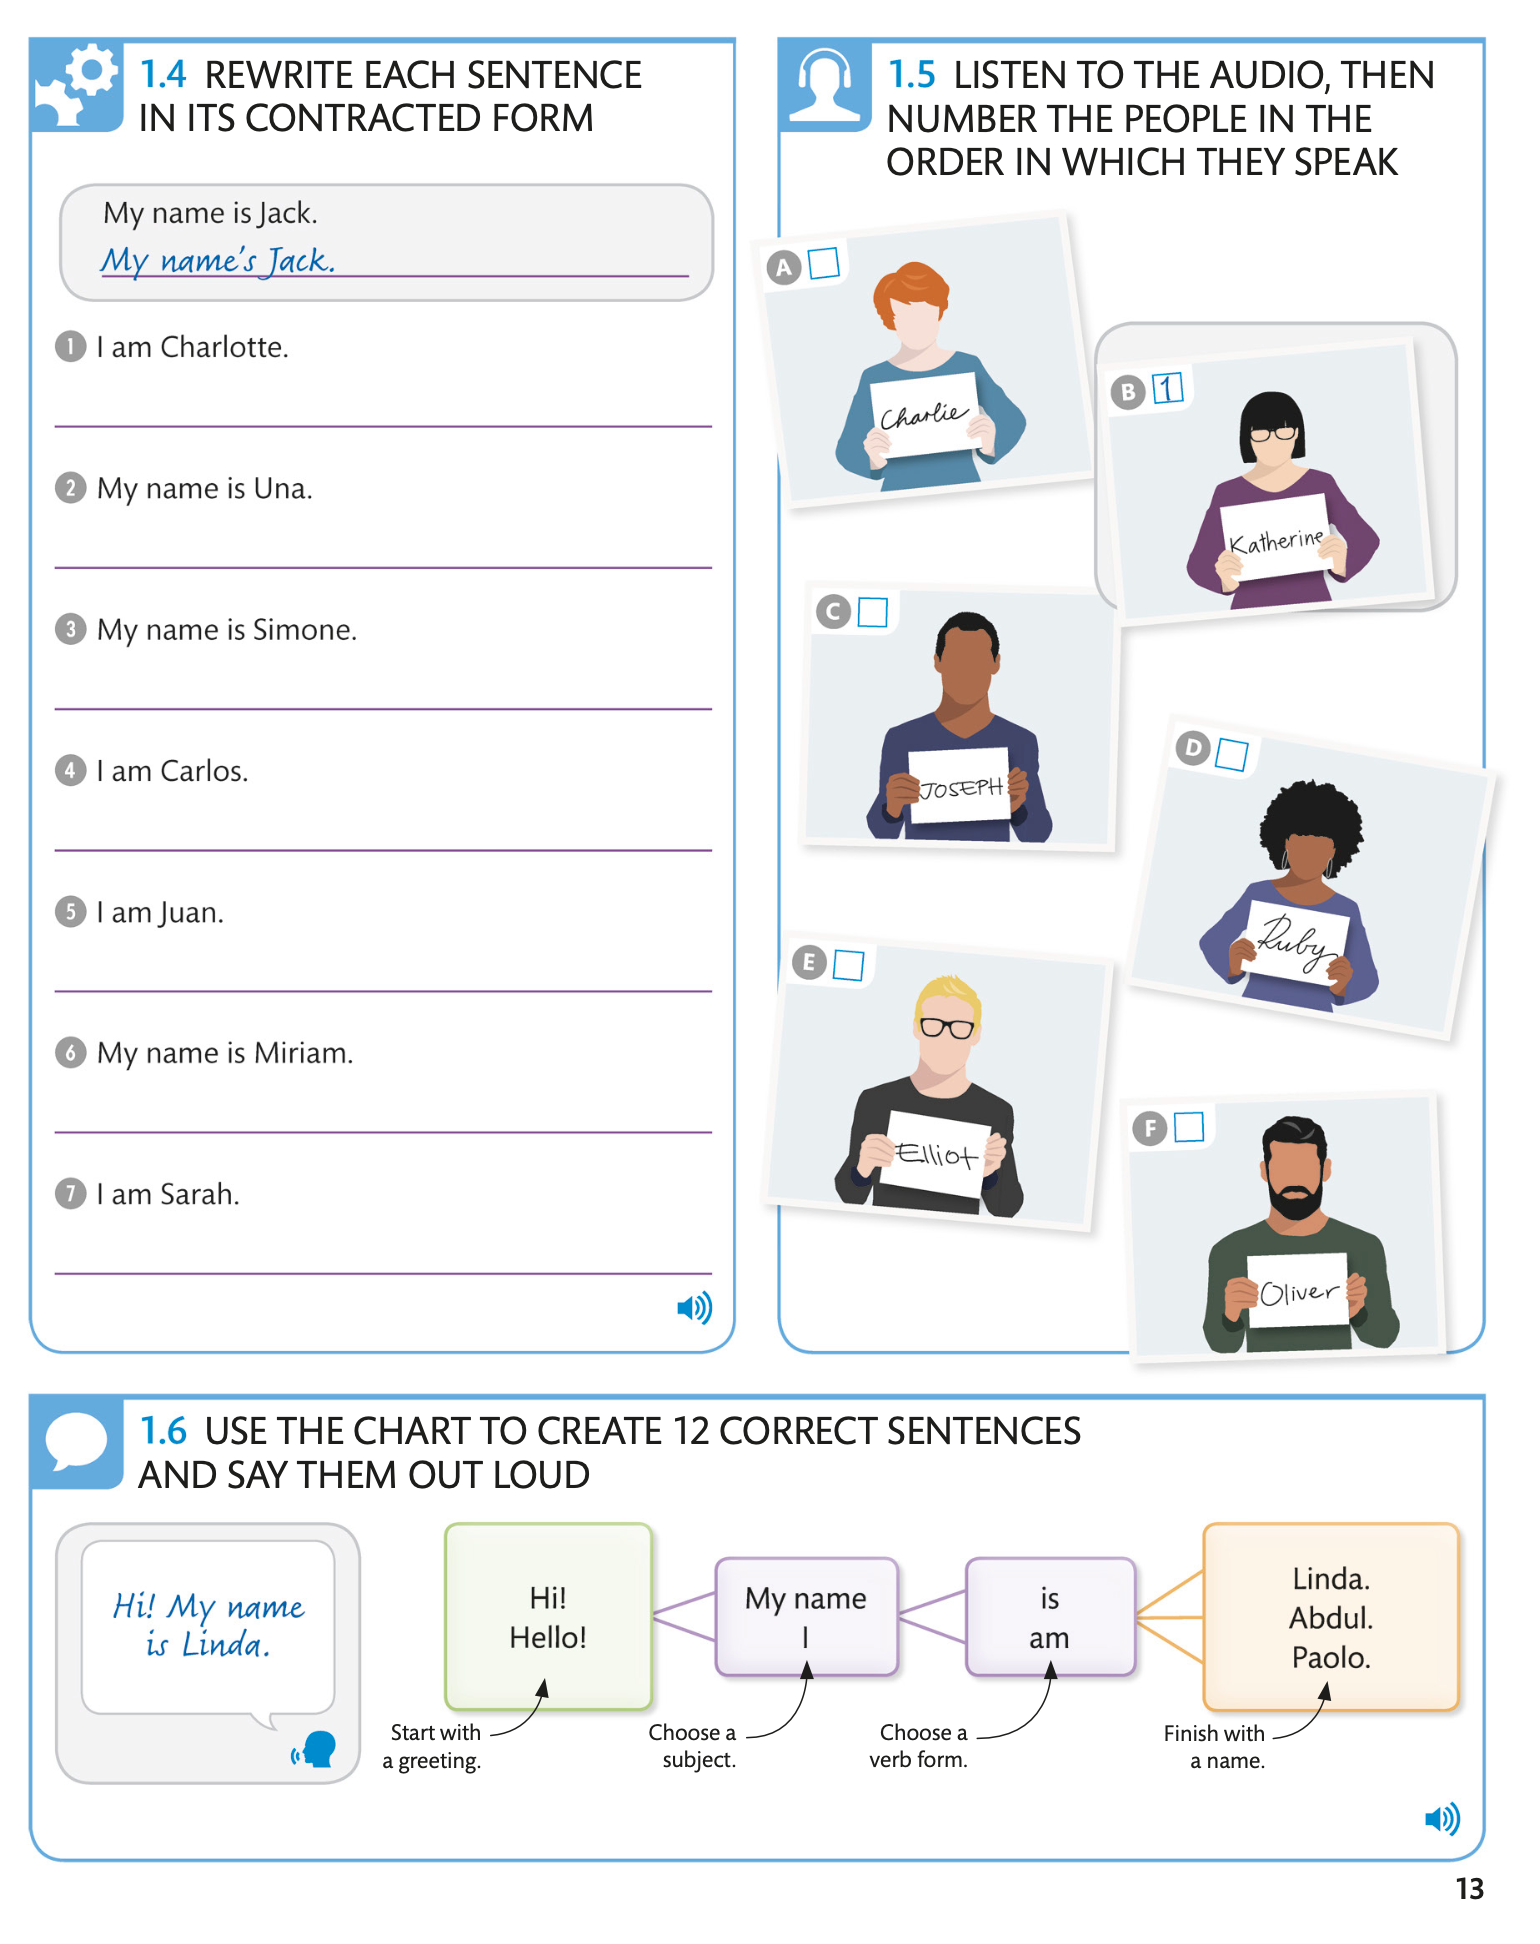 1.4 REWRITE EACH SENTENCE
IN ITS CONTRACTED FORM
My name is Jack.
My name's Jack.
1 I am Charlotte.
2 My name is Una.
3 My name is Simone.
4 I am Carlos.
5 I am Juan.
6 My name is Miriam.
7 I am Sarah.
1.5 LISTEN TO THE AUDIO, THEN
NUMBER THE PEOPLE IN THE
ORDER IN WHICH THEY SPEAK
A
Charlie
B 1
Katherine
C
JOSEPH
D
Ruby
E
Elliot
F
Oliver
1.6 USE THE CHART TO CREATE 12 CORRECT SENTENCES
AND SAY THEM OUT LOUD
Hi! My name
is Linda.
Hi!
Hello!
Start with
a greeting.
My name
I
Choose a
subject.
is
am
Choose a
verb form.
Linda.
Abdul.
Paolo.
Finish with
a name.
13